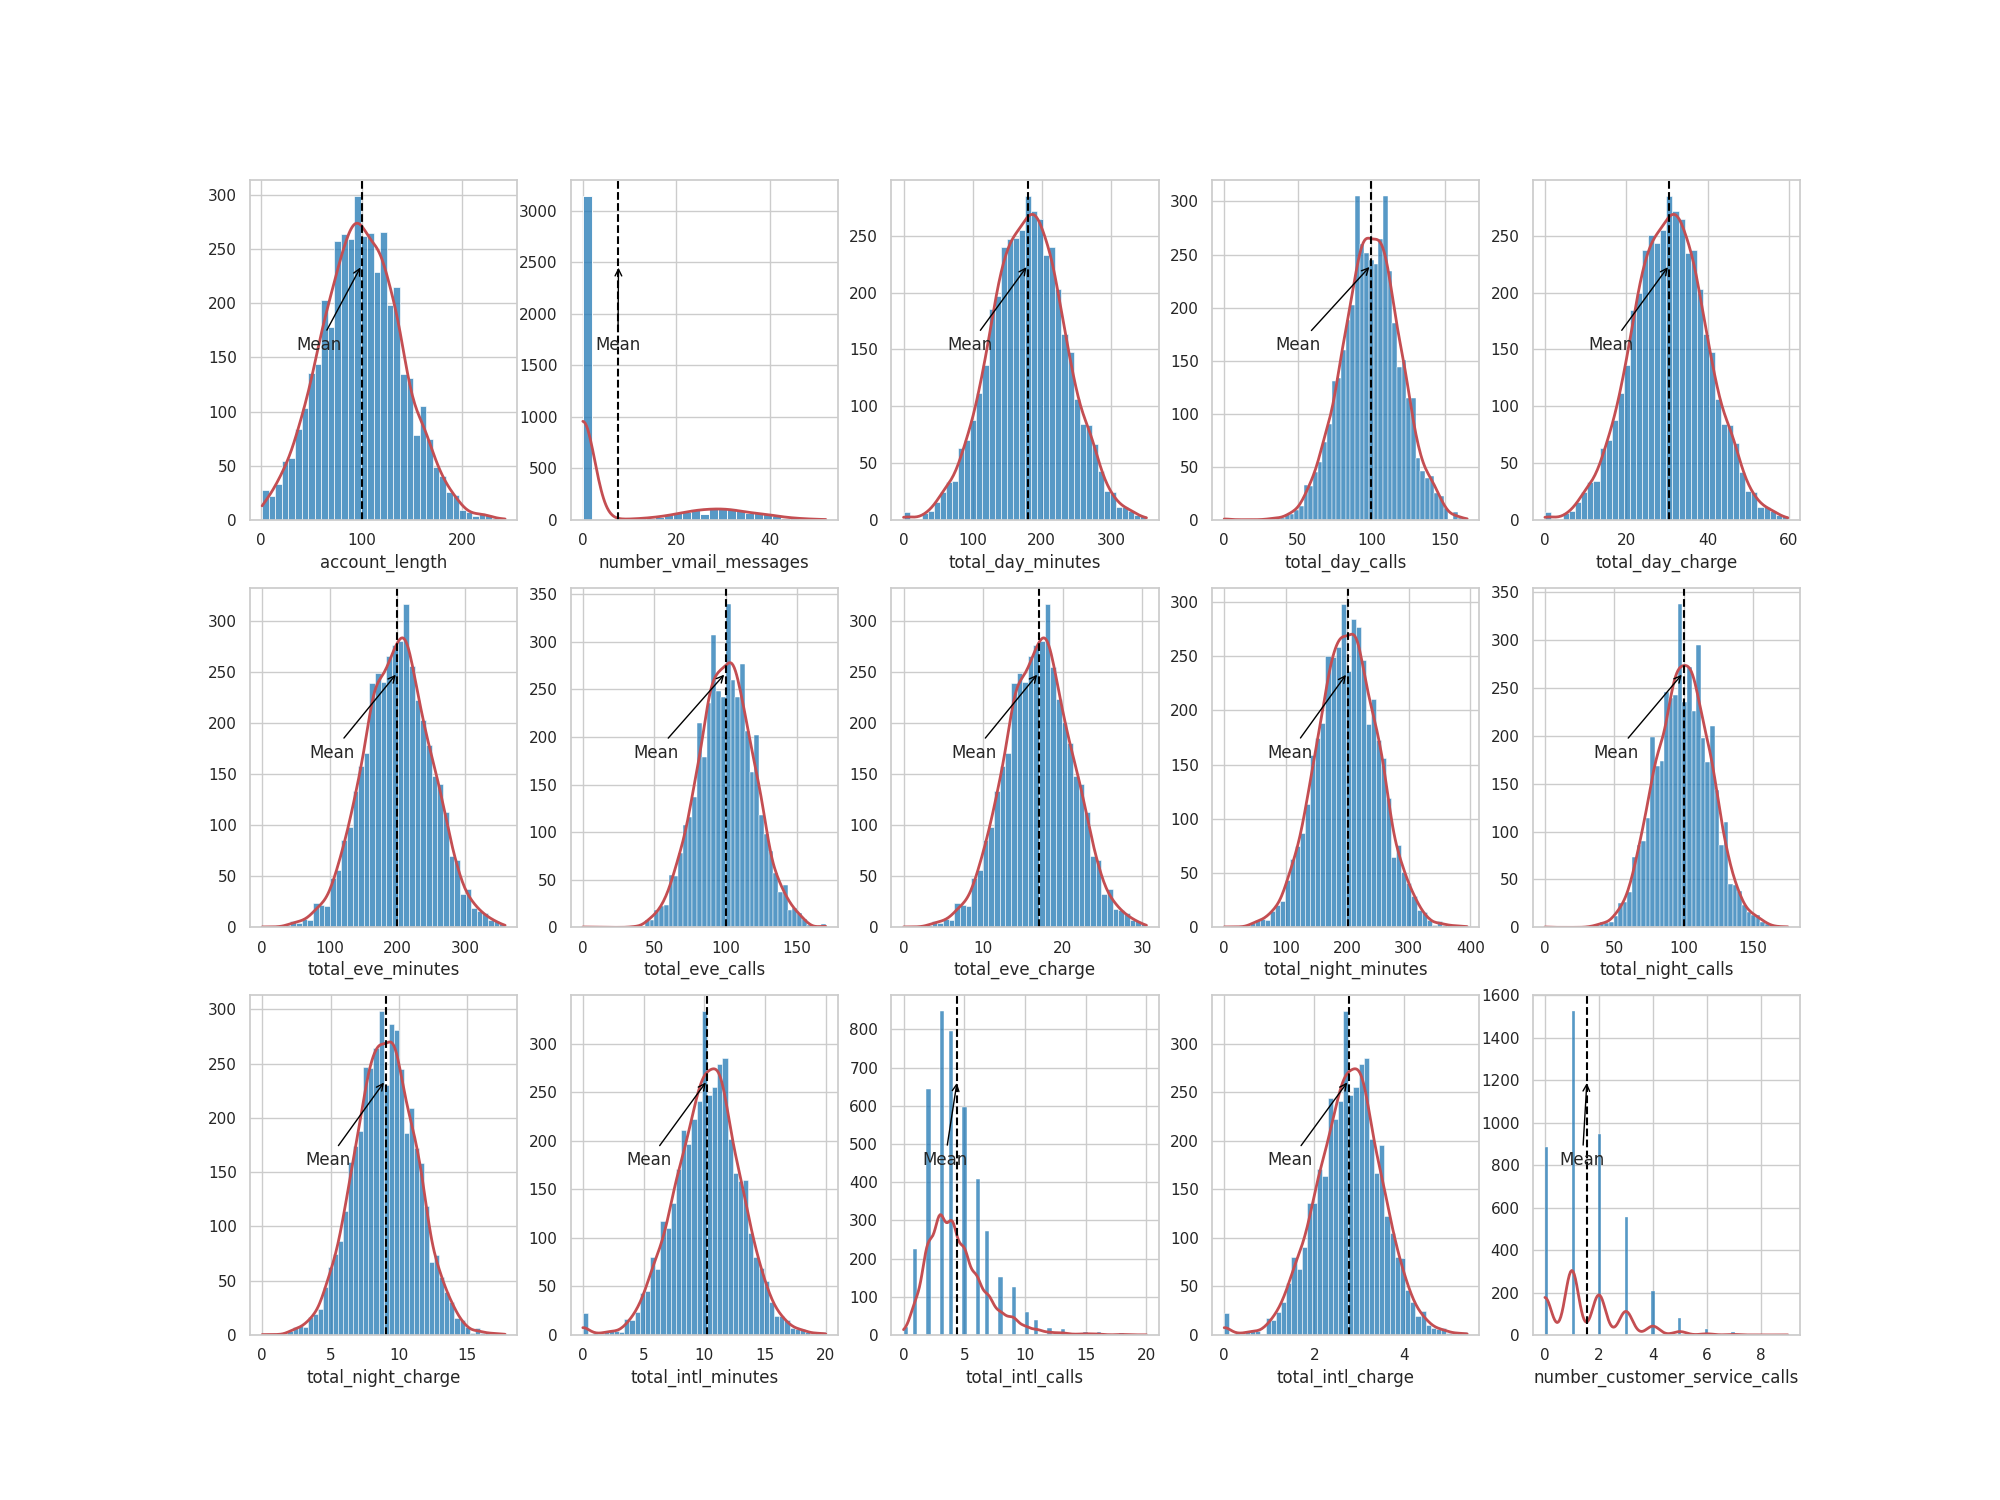 300
250
200
150
100
50
0
Mean
0 100 200
account_length
3000
2500
2000
1500
1000
500
0
Mean
0 20 40
number_vmail_messages
250
200
150
100
50
0
Mean
0 100 200 300
total_day_minutes
300
250
200
150
100
50
0
Mean
0 50 100 150
total_day_calls
250
200
150
100
50
0
Mean
0 20 40 60
total_day_charge
300
250
200
150
100
50
0
Mean
0 100 200 300
total_eve_minutes
350
300
250
200
150
100
50
0
Mean
50 100 150
total_eve_calls
300
250
200
150
100
50
0
Mean
0 10 20 30
total_eve_charge
300
250
200
150
100
50
0
Mean
0 100 200 300 400
total_night_minutes
350
300
250
200
150
100
50
0
Mean
0 50 100 150
total_night_calls
300
250
200
150
100
50
0
Mean
0 5 10 15
total_night_charge
300
250
200
150
100
50
0
Mean
0 5 10 15 20
total_intl_minutes
800
700
600
500
400
300
200
100
0
Mean
0 5 10 15 20
total_intl_calls
300
250
200
150
100
50
0
Mean
0 2 4
total_intl_charge
1600
1400
1200
1000
800
600
400
200
0
Mean
0 2 4 6 8
number_customer_service_calls